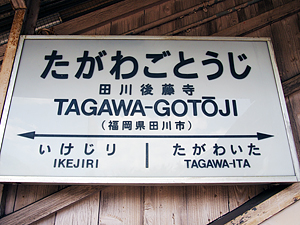 たがわごとうじ
田川後藤寺
TAGAWA-GOTŌJI
(福岡県田川市)
いけじり たがわいた
IKEJIRI TAGAWA-ITA